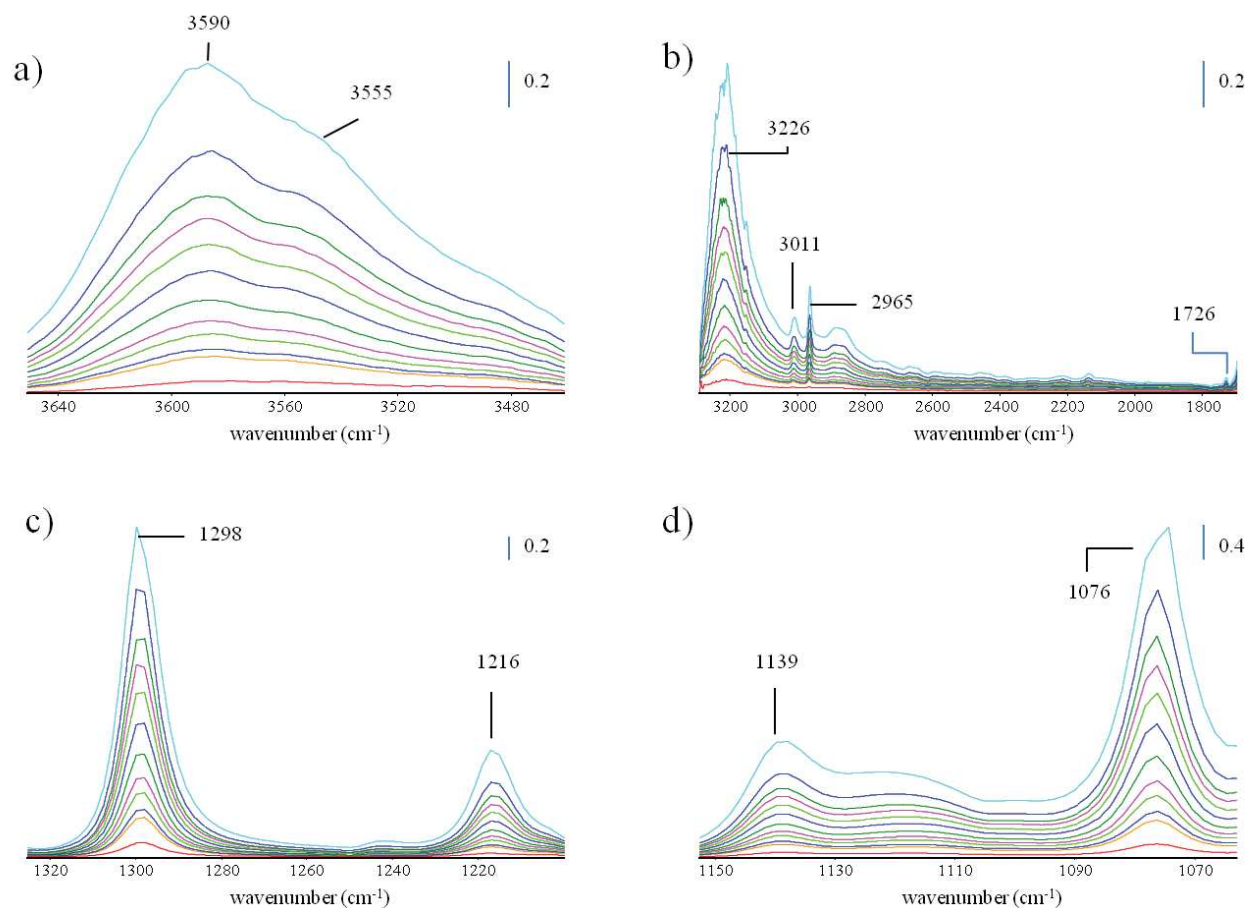 a)
3590
3555
0.2
3640 3600 3560 3520 3480
wavenumber (cm⁻¹)
b)
0.2
3226
3011
2965
1726
3200 3000 2800 2600 2400 2200 2000 1800
wavenumber (cm⁻¹)
c)
1298
0.2
1216
1320 1300 1280 1260 1240 1220
wavenumber (cm⁻¹)
d)
0.4
1076
1139
1150 1130 1110 1090 1070
wavenumber (cm⁻¹)